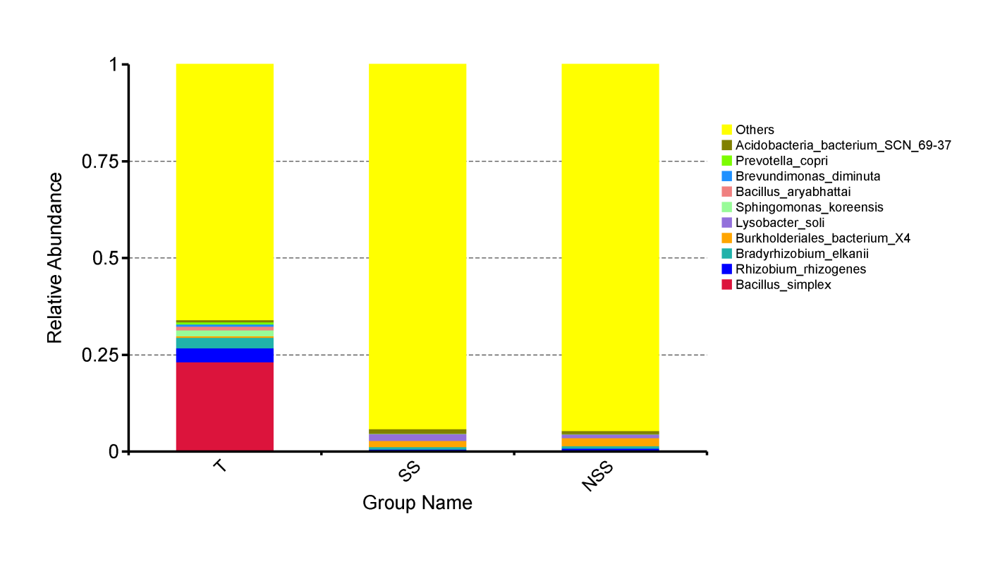 1
0.75
0.5
0.25
0
Relative Abundance
T
SS
NSS
Group Name
Others
Acidobacteria_bacterium_SCN_69-37
Prevotella_copri
Brevundimonas_diminuta
Bacillus_aryabhattai
Sphingomonas_koreensis
Lysobacter_soli
Burkholderiales_bacterium_X4
Bradyrhizobium_elkanii
Rhizobium_rhizogenes
Bacillus_simplex